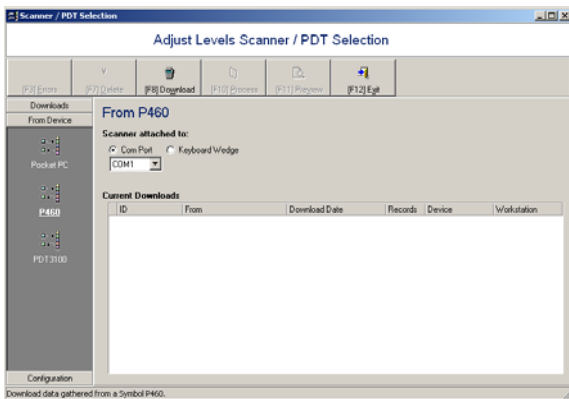 Scanner / PDT Selection
Adjust Levels Scanner / PDT Selection
[F3] Errors [F7] Delete [F8] Download [F10] Process [F11] Preview [F12] Exit
Downloads
From Device
From P460
Scanner attached to:
Com Port Keyboard Wedge
COM1
Pocket PC
P460
PDT3100
Current Downloads
ID From Download Date Records Device Workstation
Configuration
Download data gathered from a Symbol P460.